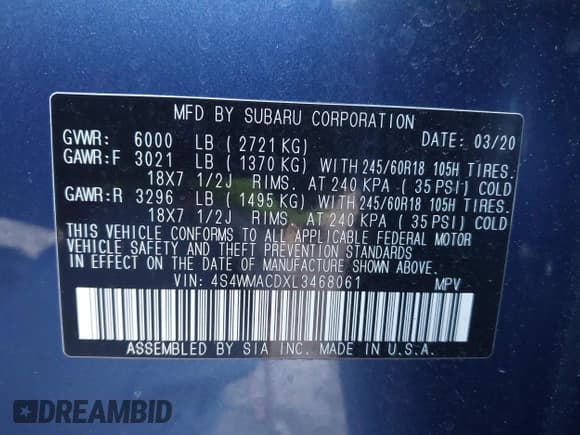 MFD BY SUBARU CORPORATION
GVWR: 6000 LB (2721 KG) DATE: 03/20
GAWR:F 3021 LB (1370 KG) WITH 245/60R18 105H TIRES.
18X7 1/2J RIMS. AT 240 KPA (35 PSI) COLD
GAWR:R 3296 LB (1495 KG) WITH 245/60R18 105H TIRES.
18X7 1/2J RIMS. AT 240 KPA (35 PSI) COLD
THIS VEHICLE CONFORMS TO ALL APPLICABLE FEDERAL MOTOR
VEHICLE SAFETY AND THEFT PREVENTION STANDARDS
IN EFFECT ON THE DATE OF MANUFACTURE SHOWN ABOVE.
VIN: 4S4WMACDXL3468061 MPV
ASSEMBLED BY SIA INC. MADE IN U.S.A.
DREAMBID